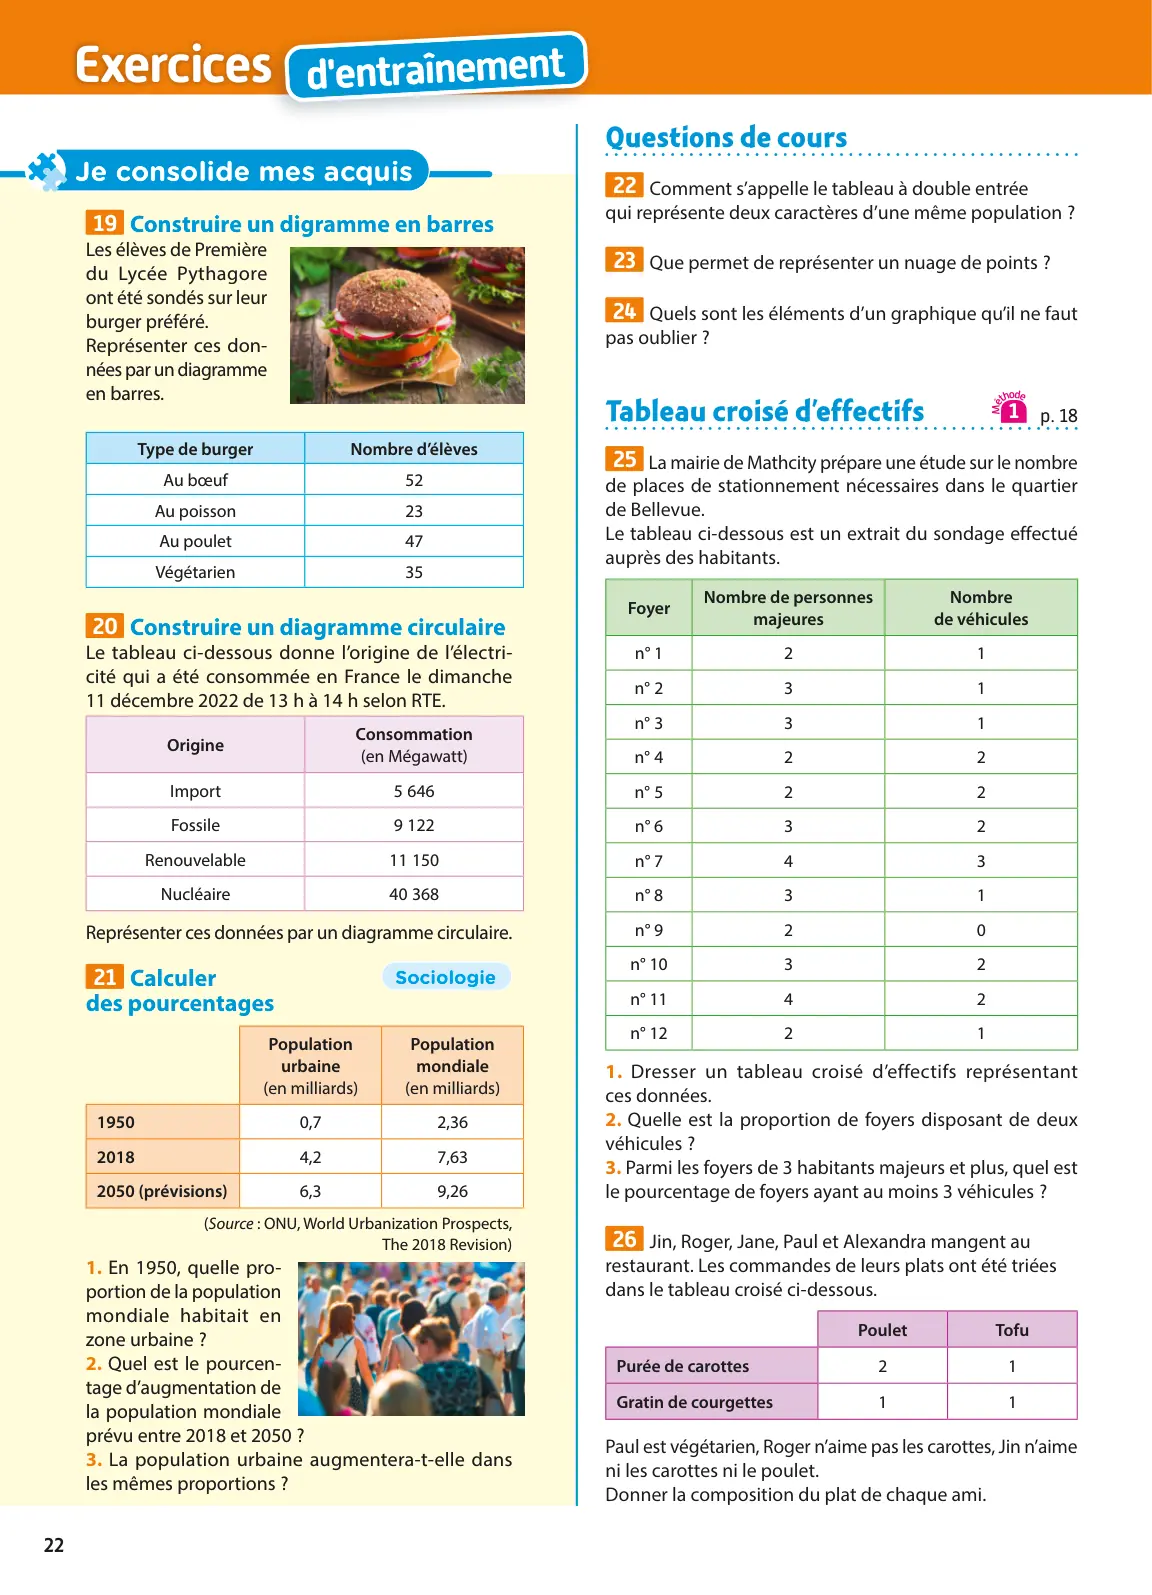 Exercices d'entraînement
Je consolide mes acquis
19 Construire un digramme en barres
Les élèves de Première
du Lycée Pythagore
ont été sondés sur leur
burger préféré.
Représenter ces don-
nées par un diagramme
en barres.
Type de burger Nombre d'élèves
Au bœuf 52
Au poisson 23
Au poulet 47
Végétarien 35
20 Construire un diagramme circulaire
Le tableau ci-dessous donne l'origine de l'électri-
cité qui a été consommée en France le dimanche
11 décembre 2022 de 13 h à 14 h selon RTE.
Origine Consommation
(en Mégawatt)
Import 5 646
Fossile 9 122
Renouvelable 11 150
Nucléaire 40 368
Représenter ces données par un diagramme circulaire.
21 Calculer
des pourcentages
Sociologie
Population urbaine (en milliards) Population mondiale (en milliards)
1950 0,7 2,36
2018 4,2 7,63
2050 (prévisions) 6,3 9,26
(Source : ONU, World Urbanization Prospects,
The 2018 Revision)
1. En 1950, quelle pro-
portion de la population
mondiale habitait en
zone urbaine ?
2. Quel est le pourcen-
tage d'augmentation de
la population mondiale
prévu entre 2018 et 2050 ?
3. La population urbaine augmentera-t-elle dans
les mêmes proportions ?
22
Questions de cours
22 Comment s'appelle le tableau à double entrée
qui représente deux caractères d'une même population ?
23 Que permet de représenter un nuage de points ?
24 Quels sont les éléments d'un graphique qu'il ne faut
pas oublier ?
Tableau croisé d'effectifs Méthode 1 p. 18
25 La mairie de Mathcity prépare une étude sur le nombre
de places de stationnement nécessaires dans le quartier
de Bellevue.
Le tableau ci-dessous est un extrait du sondage effectué
auprès des habitants.
Foyer Nombre de personnes majeures Nombre de véhicules
n° 1 2 1
n° 2 3 1
n° 3 3 1
n° 4 2 2
n° 5 2 2
n° 6 3 2
n° 7 4 3
n° 8 3 1
n° 9 2 0
n° 10 3 2
n° 11 4 2
n° 12 2 1
1. Dresser un tableau croisé d'effectifs représentant
ces données.
2. Quelle est la proportion de foyers disposant de deux
véhicules ?
3. Parmi les foyers de 3 habitants majeurs et plus, quel est
le pourcentage de foyers ayant au moins 3 véhicules ?
26 Jin, Roger, Jane, Paul et Alexandra mangent au
restaurant. Les commandes de leurs plats ont été triées
dans le tableau croisé ci-dessous.
Poulet Tofu
Purée de carottes 2 1
Gratin de courgettes 1 1
Paul est végétarien, Roger n'aime pas les carottes, Jin n'aime
ni les carottes ni le poulet.
Donner la composition du plat de chaque ami.